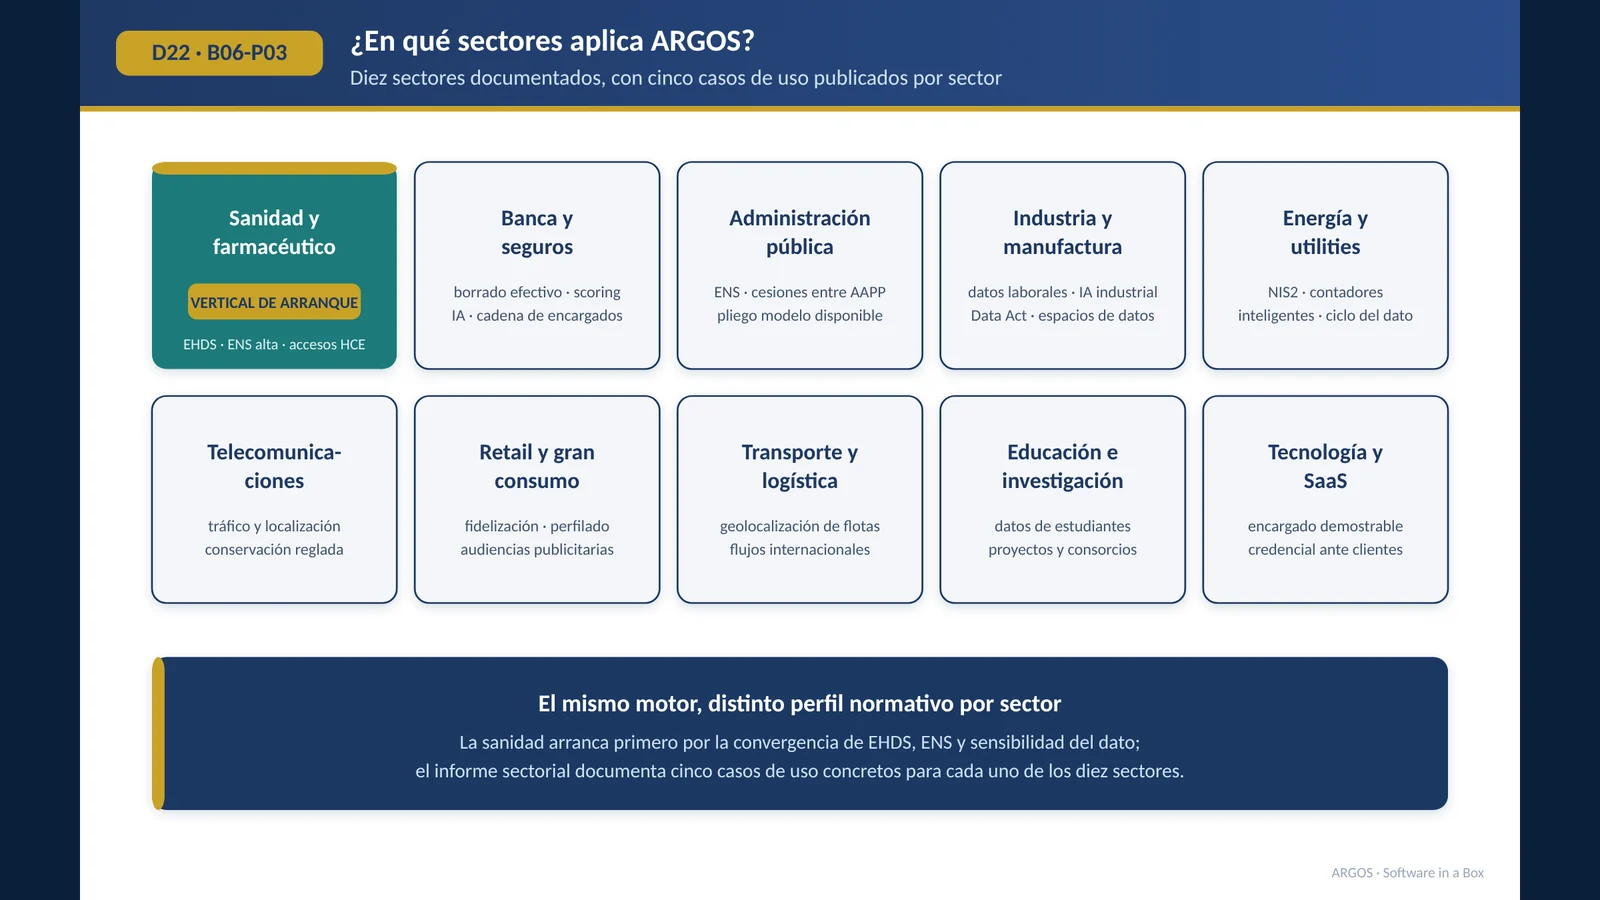 D22 · B06-P03
¿En qué sectores aplica ARGOS?
Diez sectores documentados, con cinco casos de uso publicados por sector
Sanidad y
farmacéutico
VERTICAL DE ARRANQUE
EHDS · ENS alta · accesos HCE
Banca y
seguros
borrado efectivo · scoring
IA · cadena de encargados
Administración
pública
ENS · cesiones entre AAPP
pliego modelo disponible
Industria y
manufactura
datos laborales · IA industrial
Data Act · espacios de datos
Energía y
utilities
NIS2 · contadores
inteligentes · ciclo del dato
Telecomunica-
ciones
tráfico y localización
conservación reglada
Retail y gran
consumo
fidelización · perfilado
audiencias publicitarias
Transporte y
logística
geolocalización de flotas
flujos internacionales
Educación e
investigación
datos de estudiantes
proyectos y consorcios
Tecnología y
SaaS
encargado demostrable
credencial ante clientes
El mismo motor, distinto perfil normativo por sector
La sanidad arranca primero por la convergencia de EHDS, ENS y sensibilidad del dato;
el informe sectorial documenta cinco casos de uso concretos para cada uno de los diez sectores.
ARGOS · Software in a Box